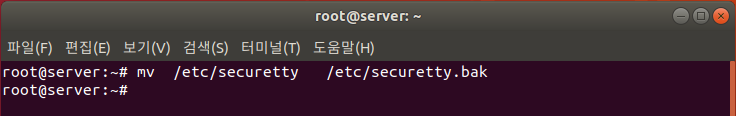 root@server: ~
파일(F) 편집(E) 보기(V) 검색(S) 터미널(T) 도움말(H)
root@server:~# mv  /etc/securetty   /etc/securetty.bak
root@server:~#